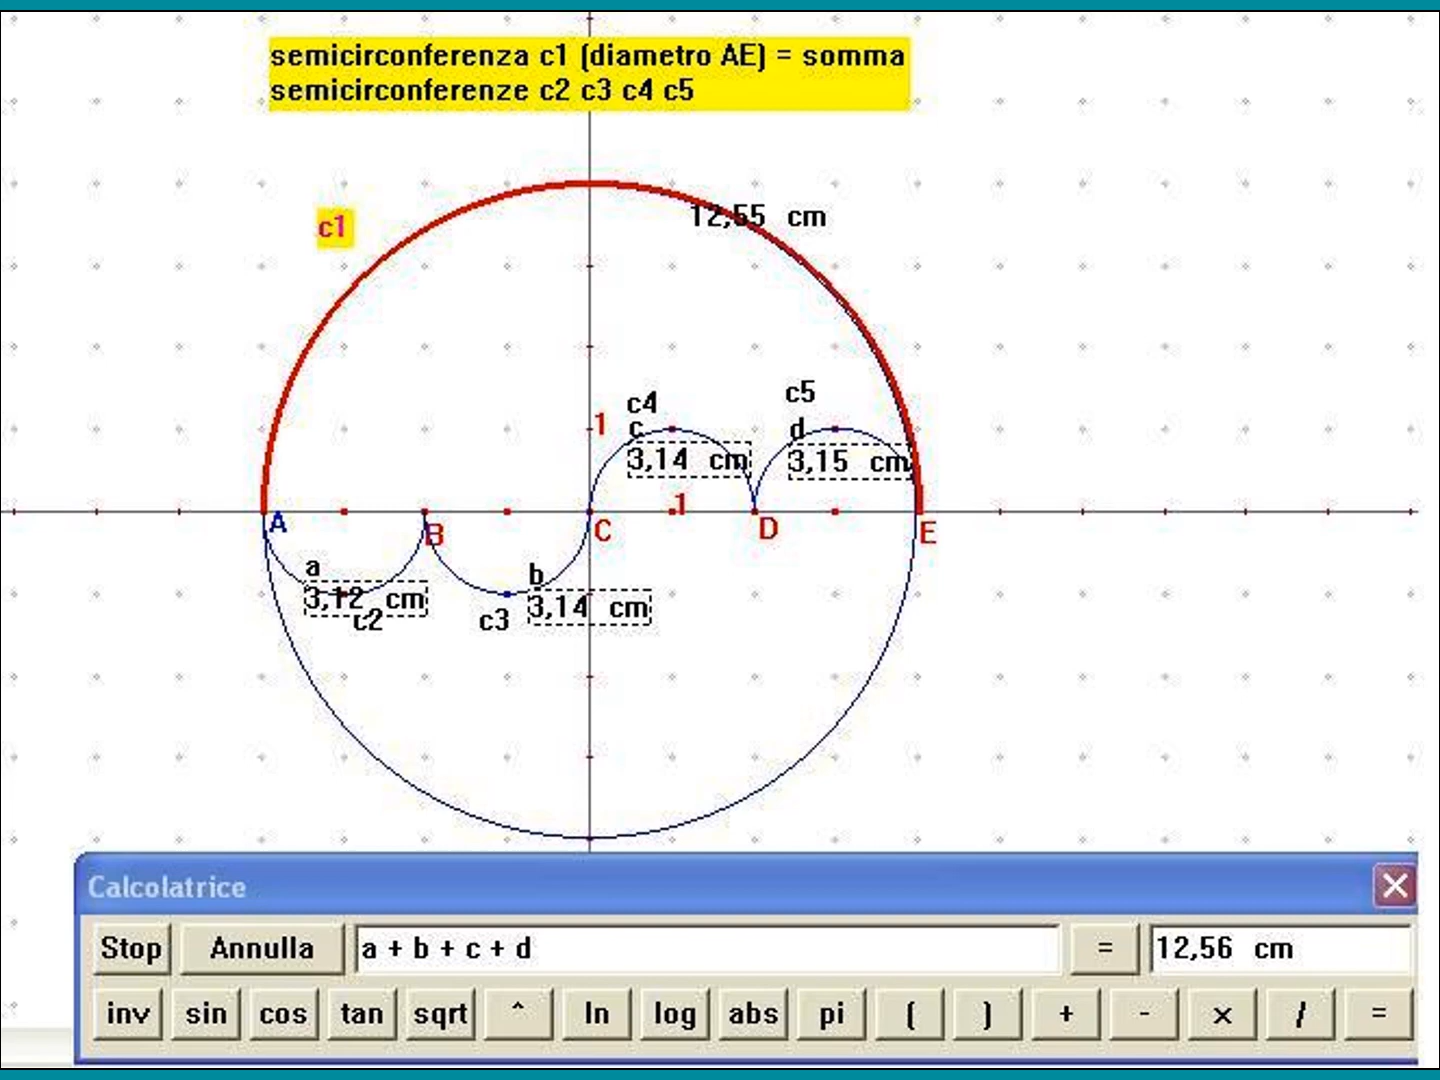 semicirconferenza c1 (diametro AE) = somma
semicirconferenze c2 c3 c4 c5
c1
12,55 cm
c5
c4
1
c
d
3,14 cm
3,15 cm
1
A
B
C
D
E
a
b
3,12 cm
3,14 cm
c2
c3
Calcolatrice
Stop Annulla a + b + c + d = 12,56 cm
inv sin cos tan sqrt ^ ln log abs pi ( ) + - x / =